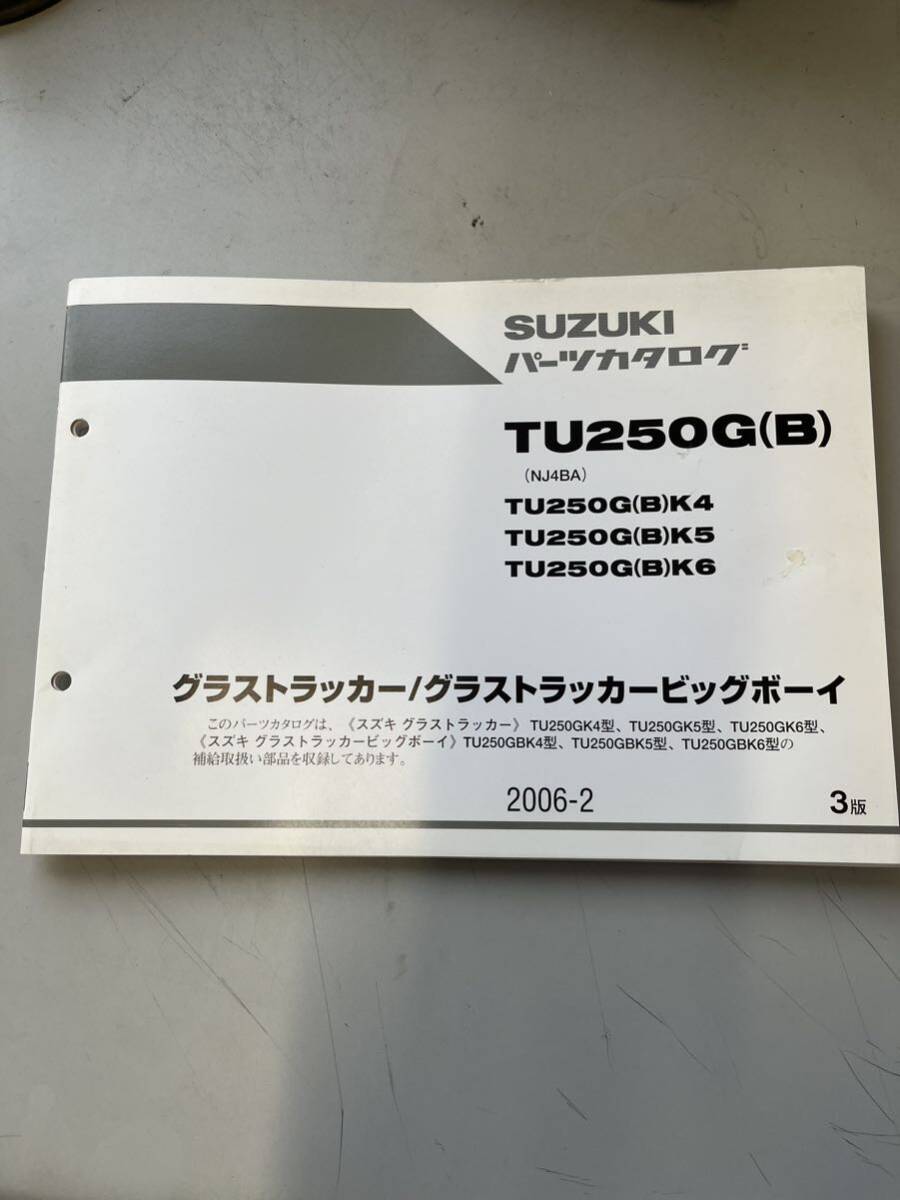 SUZUKI
パーツカタログ
TU250G(B)
(NJ4BA)
TU250G(B)K4
TU250G(B)K5
TU250G(B)K6
グラストラッカー/グラストラッカービッグボーイ
このパーツカタログは、《スズキ グラストラッカー》 TU250GK4型、TU250GK5型、TU250GK6型、
《スズキ グラストラッカービッグボーイ》TU250GBK4型、TU250GBK5型、TU250GBK6型の
補給取扱い部品を収録してあります。
2006-2 3版